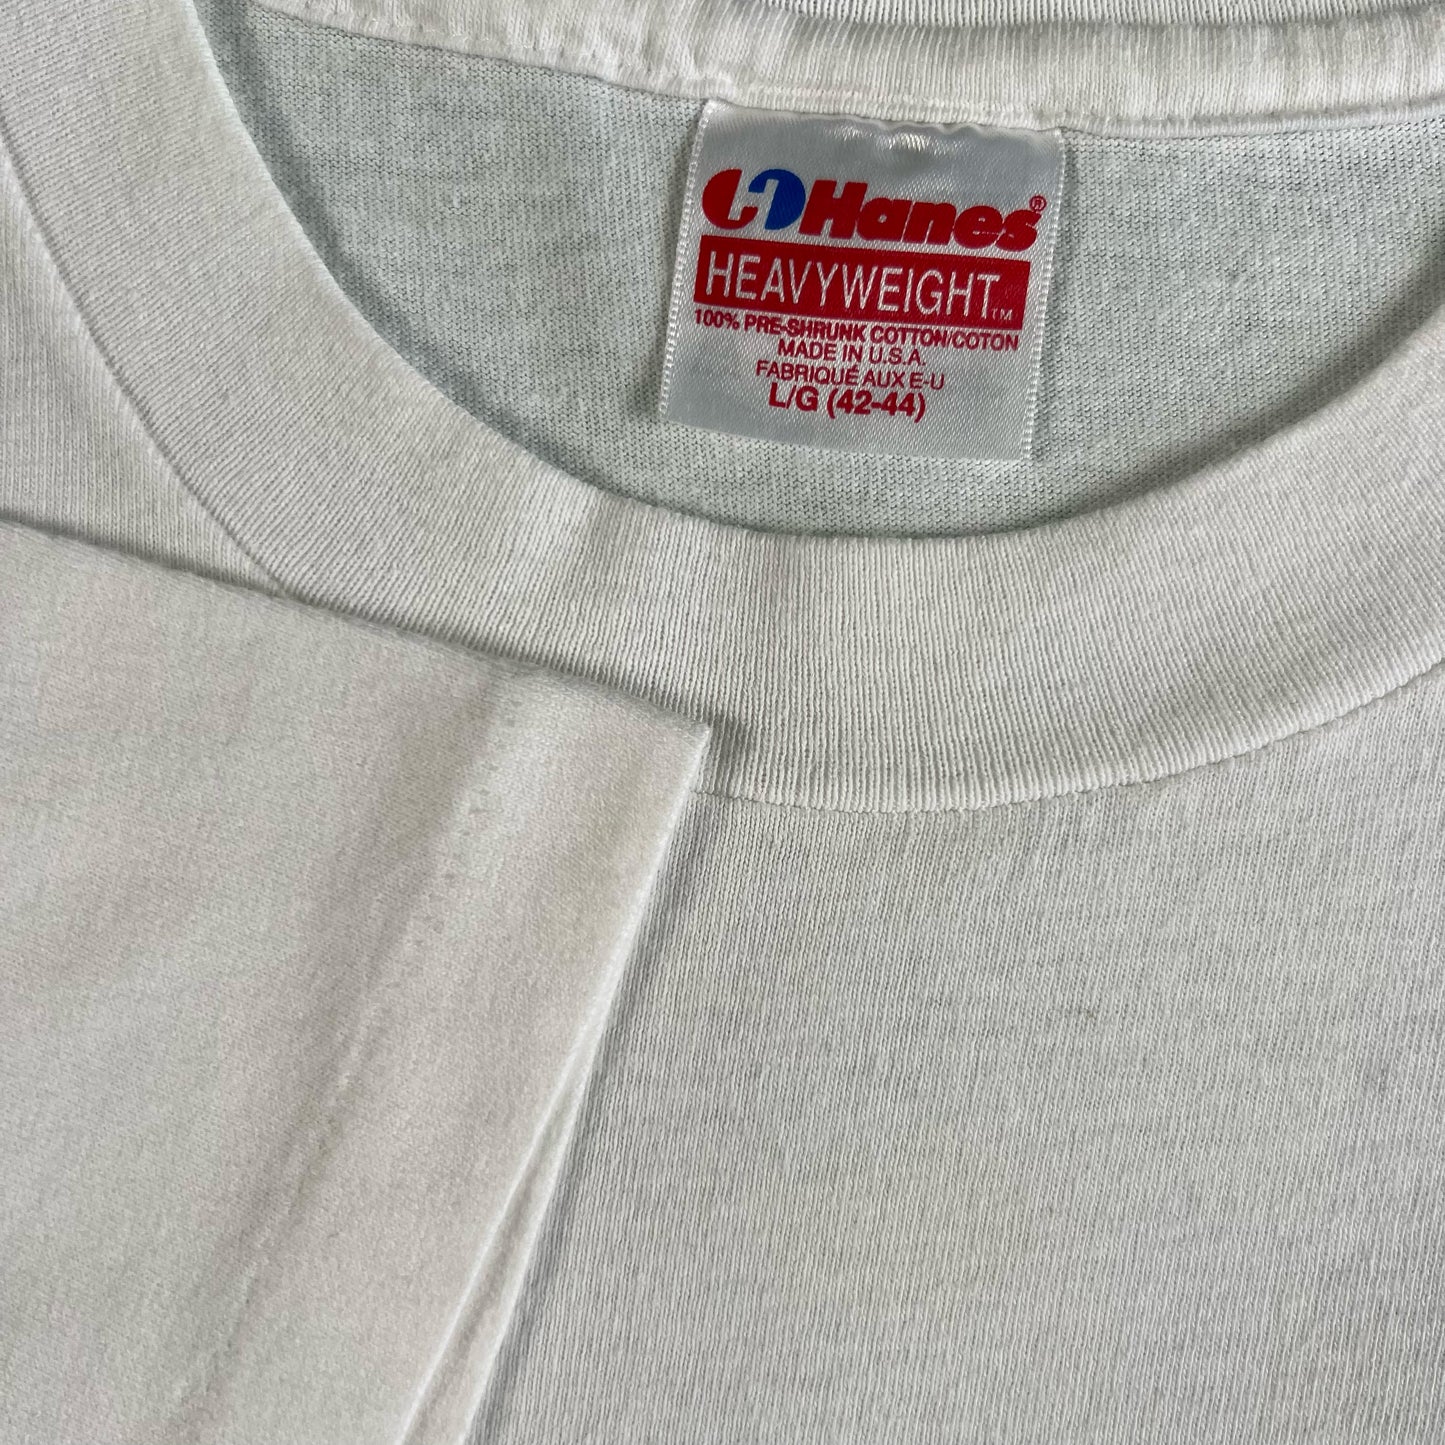 Hanes®
HEAVYWEIGHT™
100% PRE-SHRUNK COTTON/COTON
MADE IN U.S.A.
FABRIQUÉ AUX E-U
L/G (42-44)